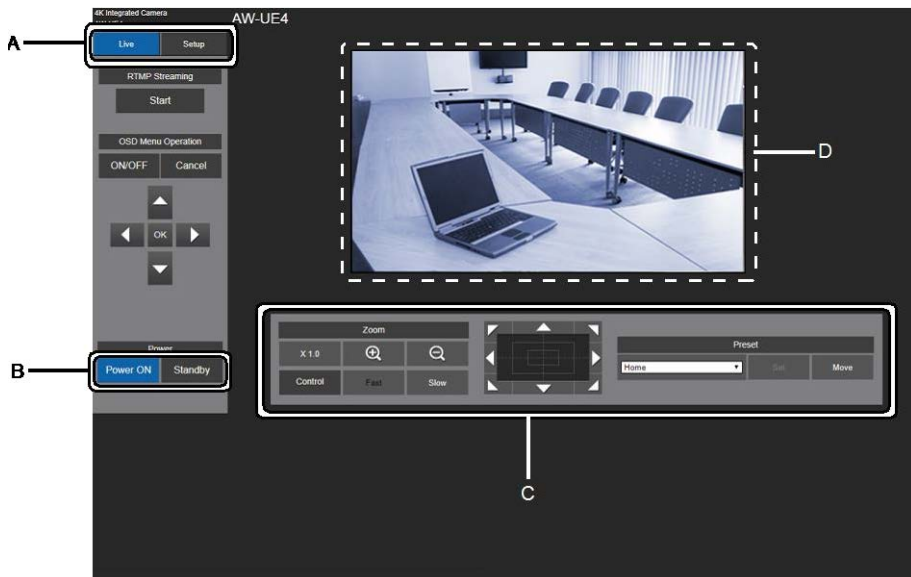 4K Integrated Camera
AW-UE4
A
Live Setup
RTMP Streaming
Start
OSD Menu Operation
ON/OFF Cancel
OK
D
Power
B
Power ON Standby
Zoom
X 1.0
Control Fast Slow
Preset
Home Set Move
C